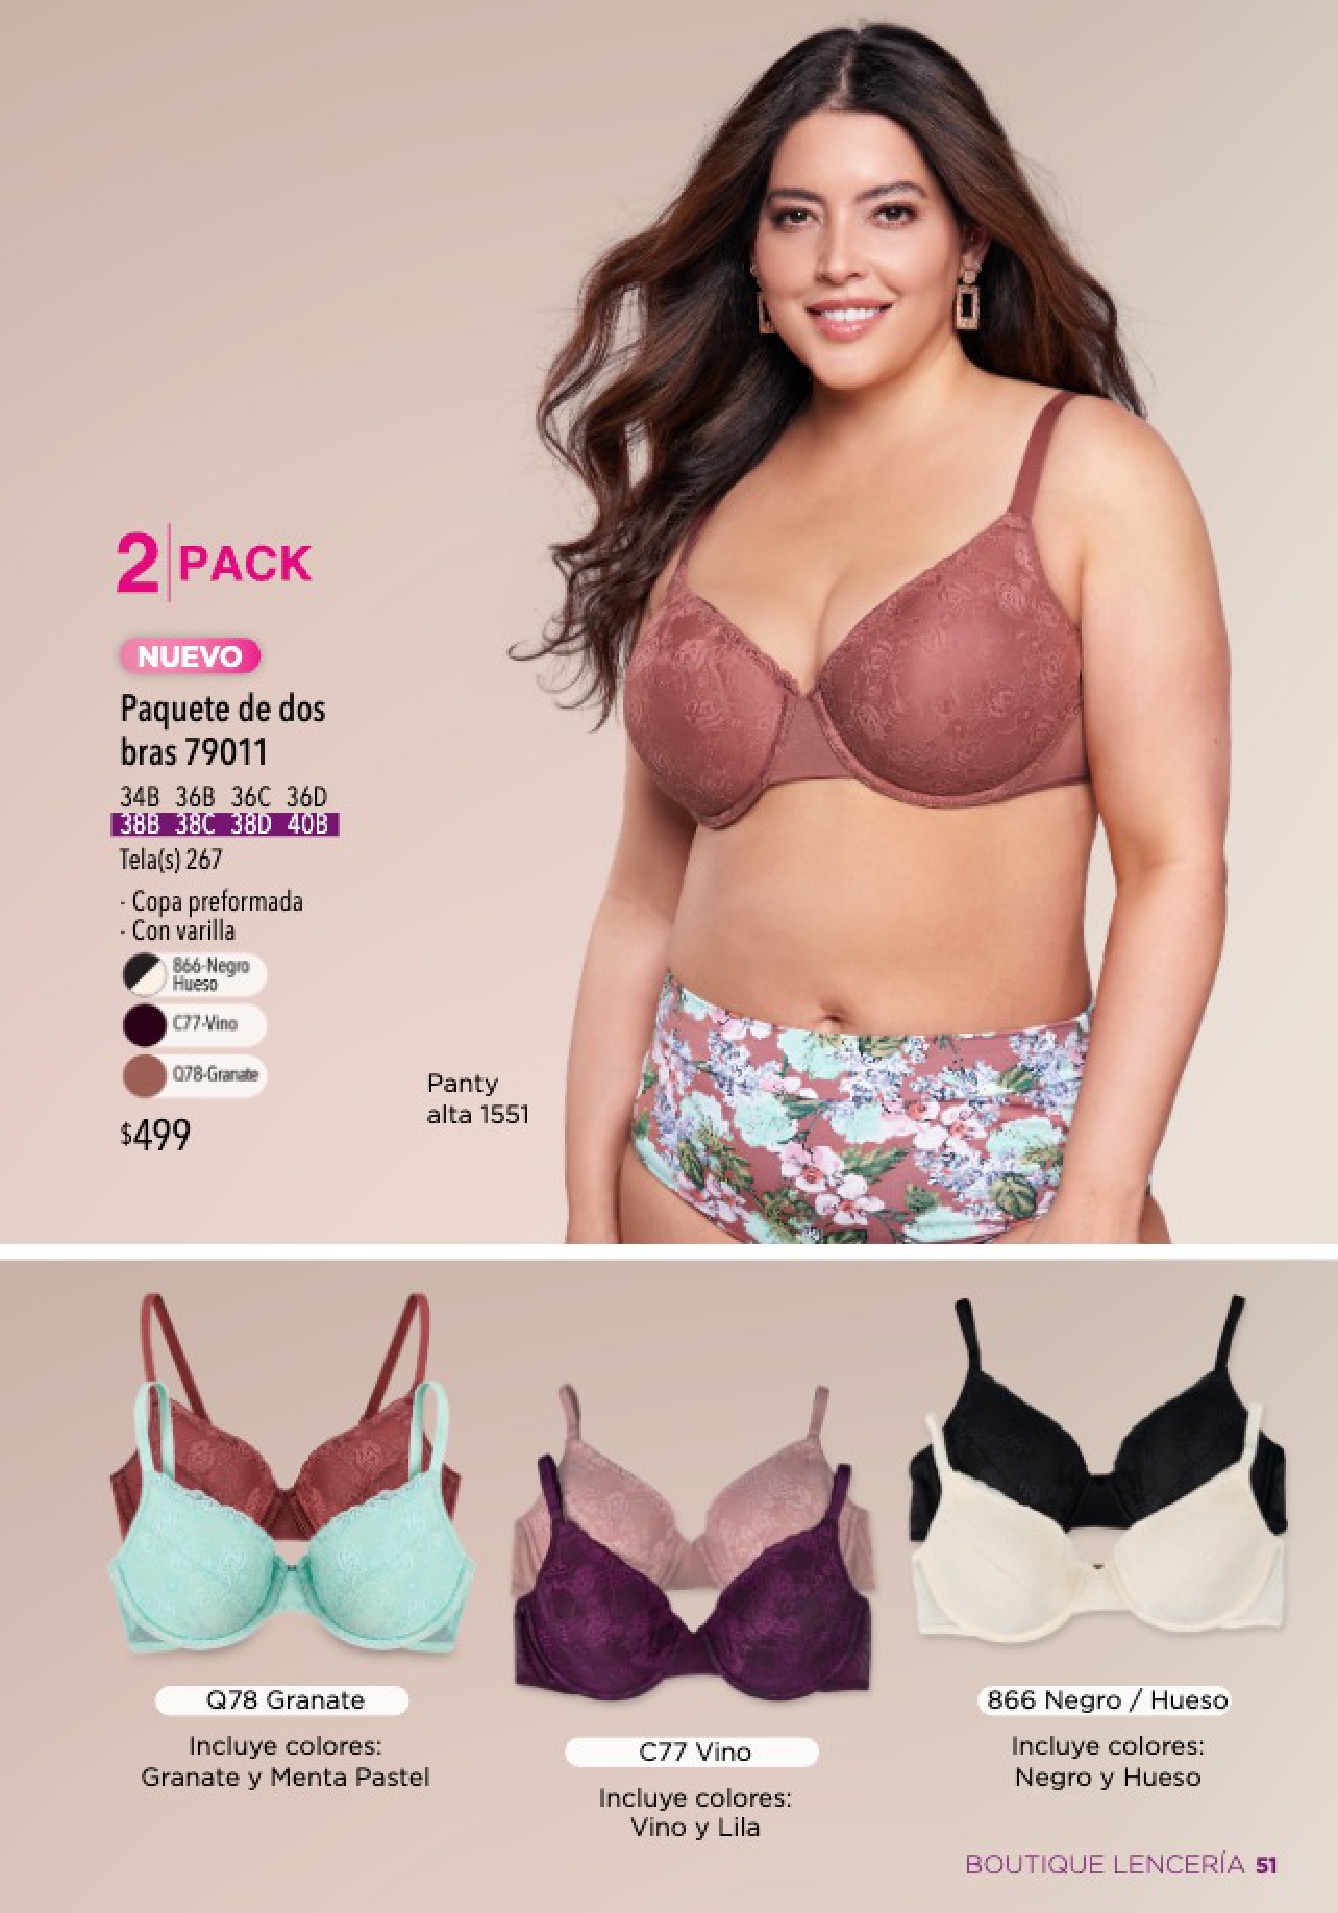 2 PACK
NUEVO
Paquete de dos
bras 79011
34B 36B 36C 36D
38B 38C 38D 40B
Tela(s) 267
· Copa preformada
· Con varilla
866-Negro
Hueso
C77-Vino
Q78-Granate
$499
Panty
alta 1551
Q78 Granate
Incluye colores:
Granate y Menta Pastel
C77 Vino
Incluye colores:
Vino y Lila
866 Negro / Hueso
Incluye colores:
Negro y Hueso
BOUTIQUE LENCERÍA 51